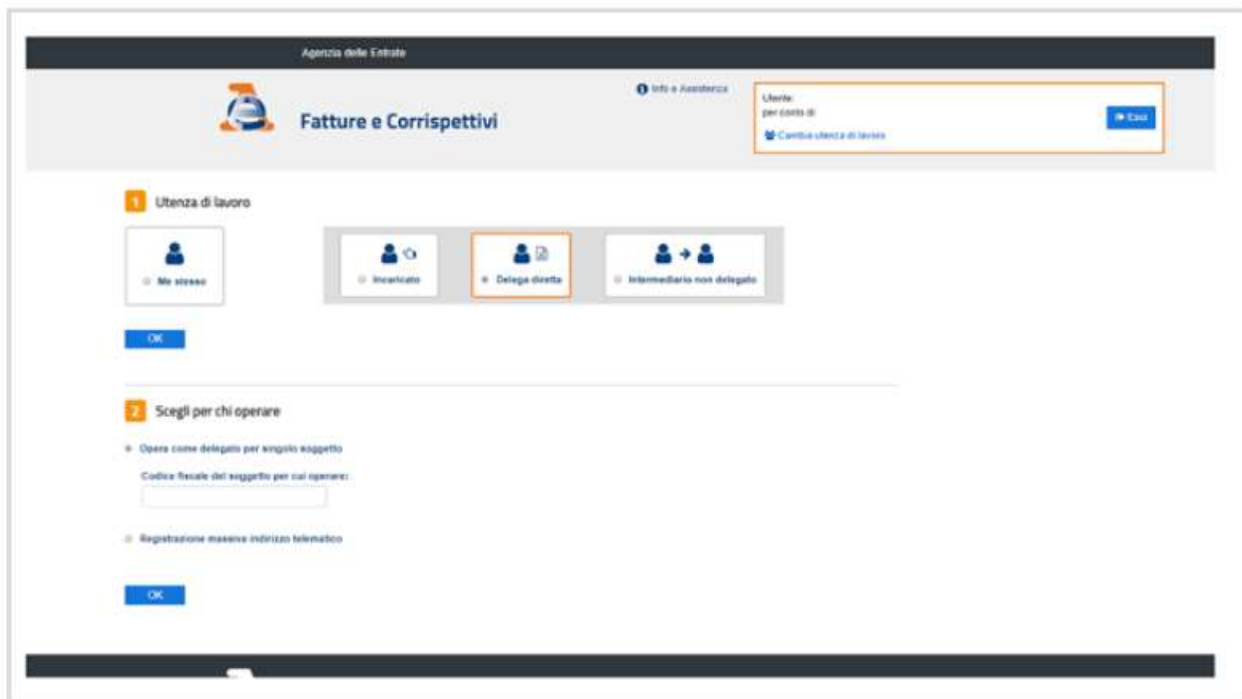 Agenzia delle Entrate
Fatture e Corrispettivi
Info e Assistenza
Utente:
per conto di:
Cambia utenza di lavoro
Esci
1 Utenza di lavoro
Me stesso
Incaricato
Delega diretta
Intermediario non delegato
OK
2 Scegli per chi operare
Opera come delegato per singolo soggetto
Codice fiscale del soggetto per cui operare:
Registrazione massiva indirizzo telematico
OK